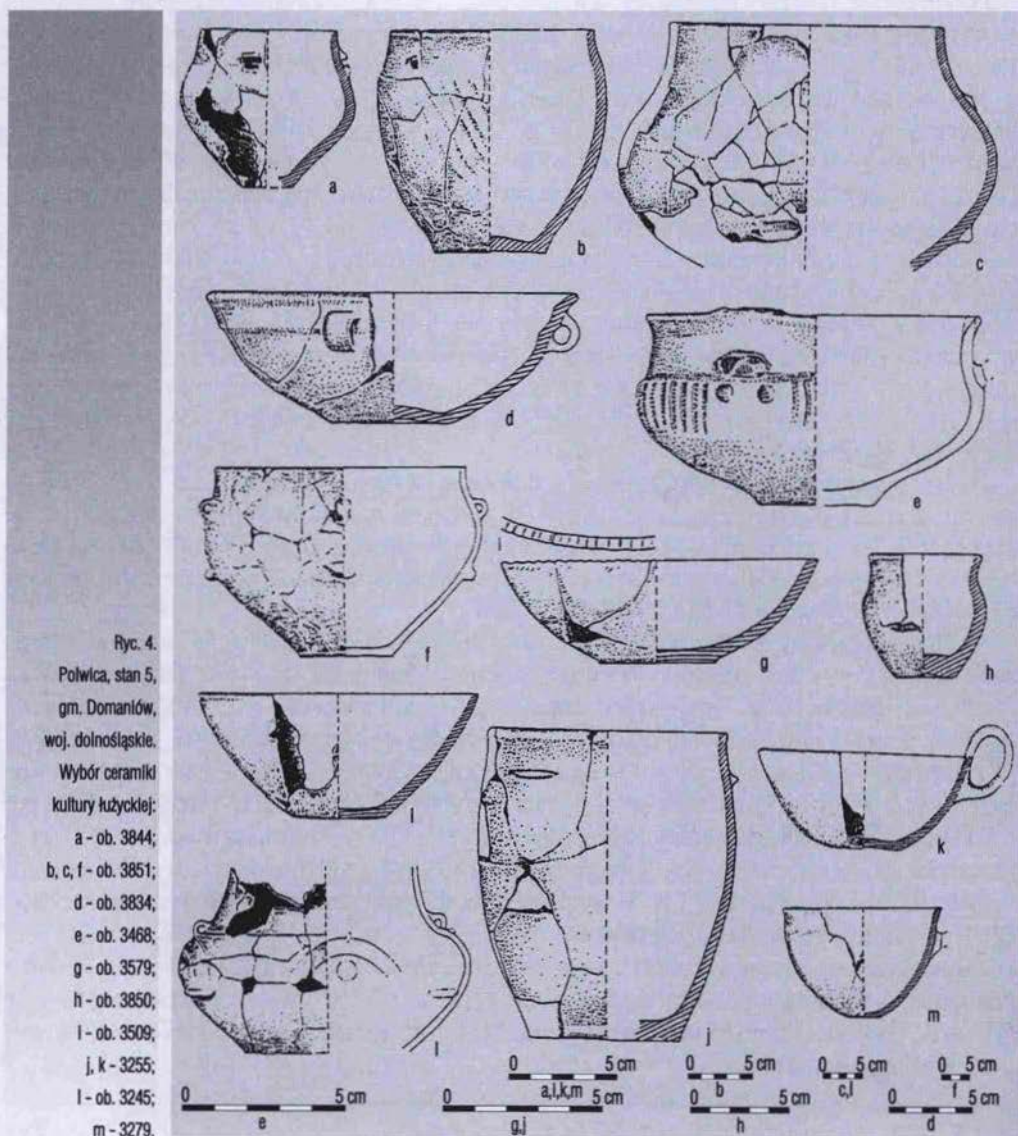 Ryc. 4.
Polwica, stan 5,
gm. Domaniów,
woj. dolnośląskie.
Wybór ceramiki
kultury łużyckiej:
a - ob. 3844;
b, c, f - ob. 3851;
d - ob. 3834;
e - ob. 3468;
g - ob. 3579;
h - ob. 3850;
i - ob. 3509;
j, k - 3255;
l - ob. 3245;
m - 3279.
a
b
c
d
e
f
i
g
h
l
j
k
l
m
0 5 cm
a,i,k,m
0 5 cm
b
0 5 cm
c,l
0 5 cm
f
0 5 cm
e
0 5 cm
g,j
0 5 cm
h
0 5 cm
d